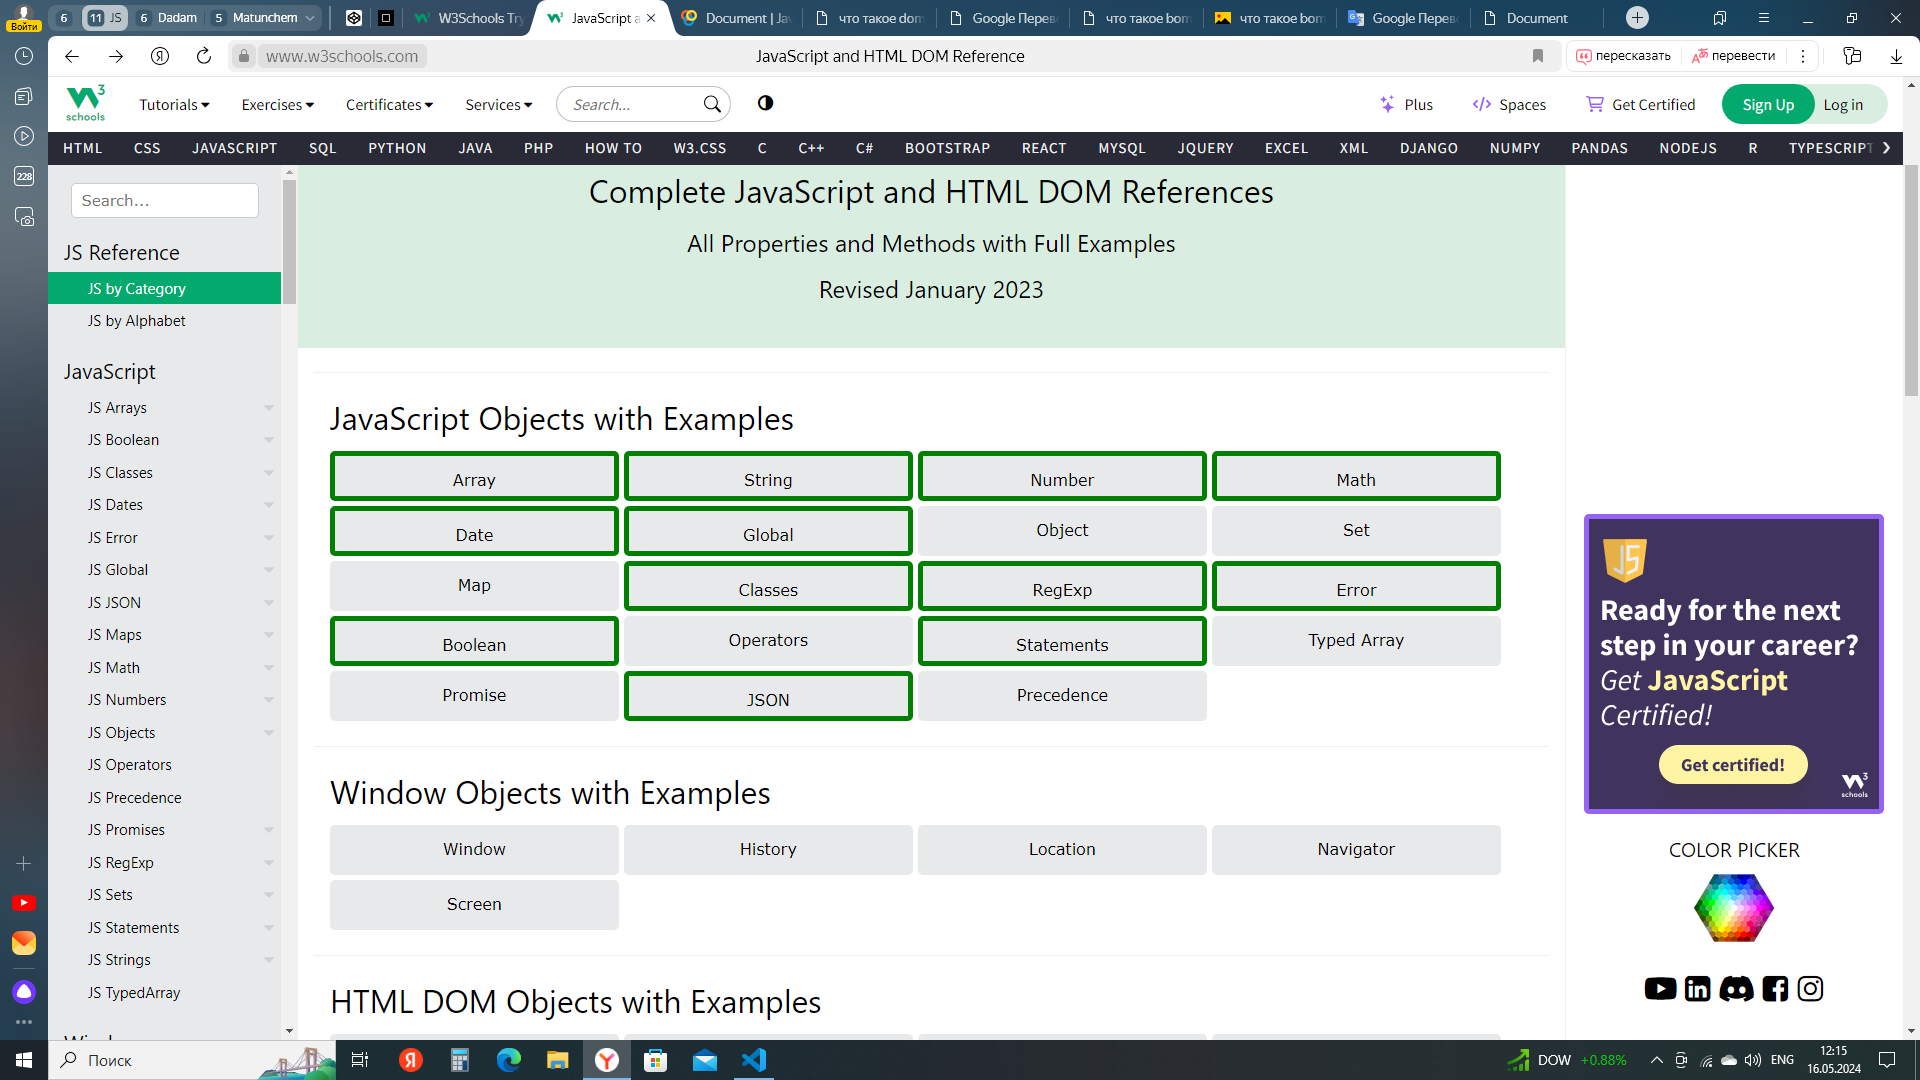 Войти
6
11 JS
6 Dadam
5 Matunchem
W3Schools Try
JavaScript a
Document | Jav
что такое dom
Google Перев
что такое bom
что такое bom
Google Перев
Document
www.w3schools.com
JavaScript and HTML DOM Reference
пересказать
перевести
228
3
schools
Tutorials
Exercises
Certificates
Services
Search...
Plus
Spaces
Get Certified
Sign Up
Log in
HTML CSS JAVASCRIPT SQL PYTHON JAVA PHP HOW TO W3.CSS C C++ C# BOOTSTRAP REACT MYSQL JQUERY EXCEL XML DJANGO NUMPY PANDAS NODEJS R TYPESCRIPT
Search...
JS Reference
JS by Category
JS by Alphabet
JavaScript
JS Arrays
JS Boolean
JS Classes
JS Dates
JS Error
JS Global
JS JSON
JS Maps
JS Math
JS Numbers
JS Objects
JS Operators
JS Precedence
JS Promises
JS RegExp
JS Sets
JS Statements
JS Strings
JS TypedArray
Complete JavaScript and HTML DOM References
All Properties and Methods with Full Examples
Revised January 2023
JavaScript Objects with Examples
Array String Number Math
Date Global Object Set
Map Classes RegExp Error
Boolean Operators Statements Typed Array
Promise JSON Precedence
Window Objects with Examples
Window History Location Navigator
Screen
HTML DOM Objects with Examples
JS
Ready for the next
step in your career?
Get JavaScript
Certified!
Get certified!
3
schools
COLOR PICKER
Поиск
DOW +0.88%
ENG
12:15
16.05.2024